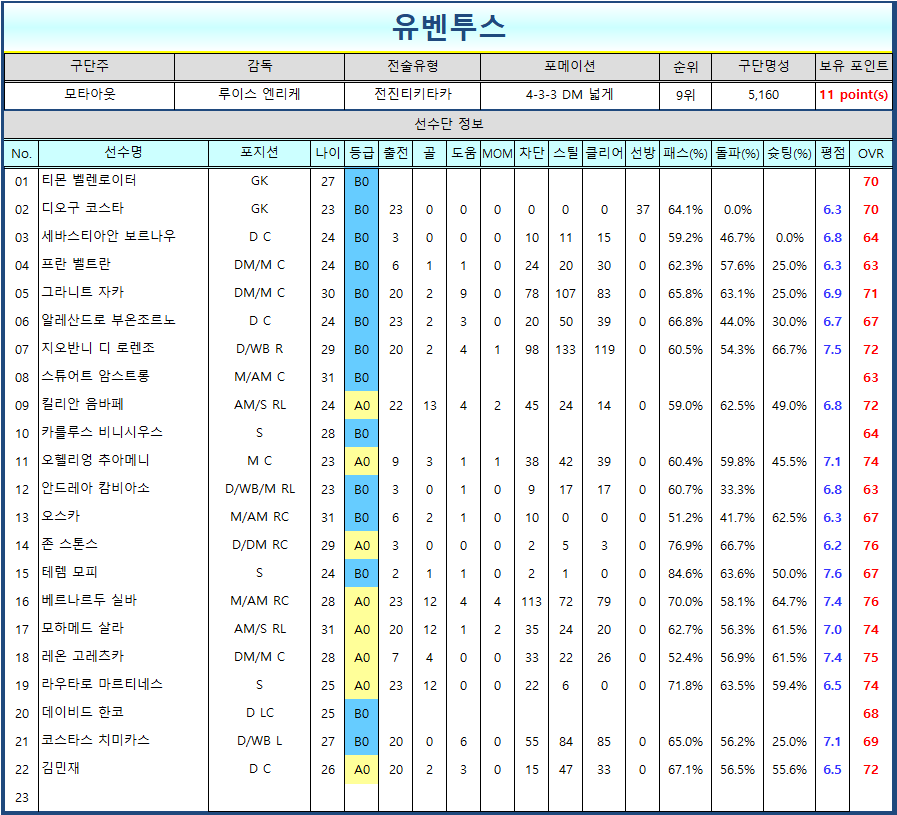 유벤투스
구단주 감독 전술유형 포메이션 순위 구단명성 보유 포인트
모타아웃 루이스 엔리케 전진티키타카 4-3-3 DM 넓게 9위 5,160 11 point(s)
선수단 정보
No. 선수명 포지션 나이 등급 출전 골 도움 MOM 차단 스틸 클리어 선방 패스(%) 돌파(%) 슛팅(%) 평점 OVR
01 티몬 벨렌로이터 GK 27 B0 70
02 디오구 코스타 GK 23 B0 23 0 0 0 0 0 0 37 64.1% 0.0% 6.3 70
03 세바스티아안 보르나우 D C 24 B0 3 0 0 0 10 11 15 0 59.2% 46.7% 0.0% 6.8 64
04 프란 벨트란 DM/M C 24 B0 6 1 1 0 24 20 30 0 62.3% 57.6% 25.0% 6.3 63
05 그라니트 자카 DM/M C 30 B0 20 2 9 0 78 107 83 0 65.8% 63.1% 25.0% 6.9 71
06 알레산드로 부온조르노 D C 24 B0 23 2 3 0 20 50 39 0 66.8% 44.0% 30.0% 6.7 67
07 지오반니 디 로렌조 D/WB R 29 B0 20 2 4 1 98 133 119 0 60.5% 54.3% 66.7% 7.5 72
08 스튜어트 암스트롱 M/AM C 31 B0 63
09 킬리안 음바페 AM/S RL 24 A0 22 13 4 2 45 24 14 0 59.0% 62.5% 49.0% 6.8 72
10 카를루스 비니시우스 S 28 B0 64
11 오렐리영 추아메니 M C 23 A0 9 3 1 1 38 42 39 0 60.4% 59.8% 45.5% 7.1 74
12 안드레아 캄비아소 D/WB/M RL 23 B0 3 0 1 0 9 17 17 0 60.7% 33.3% 6.8 63
13 오스카 M/AM RC 31 B0 6 2 1 0 10 0 0 0 51.2% 41.7% 62.5% 6.3 67
14 존 스톤스 D/DM RC 29 A0 3 0 0 0 2 5 3 0 76.9% 66.7% 6.2 76
15 테렘 모피 S 24 B0 2 1 1 0 2 1 0 0 84.6% 63.6% 50.0% 7.6 67
16 베르나르두 실바 M/AM RC 28 A0 23 12 4 4 113 72 79 0 70.0% 58.1% 64.7% 7.4 76
17 모하메드 살라 AM/S RL 31 A0 20 12 1 2 35 24 20 0 62.7% 56.3% 61.5% 7.0 74
18 레온 고레츠카 DM/M C 28 A0 7 4 0 0 33 22 26 0 52.4% 56.9% 61.5% 7.4 75
19 라우타로 마르티네스 S 25 A0 23 12 0 0 22 6 0 0 71.8% 63.5% 59.4% 6.5 74
20 데이비드 한코 D LC 25 B0 68
21 코스타스 치미카스 D/WB L 27 B0 20 0 6 0 55 84 85 0 65.0% 56.2% 25.0% 7.1 69
22 김민재 D C 26 A0 20 2 3 0 15 47 33 0 67.1% 56.5% 55.6% 6.5 72
23